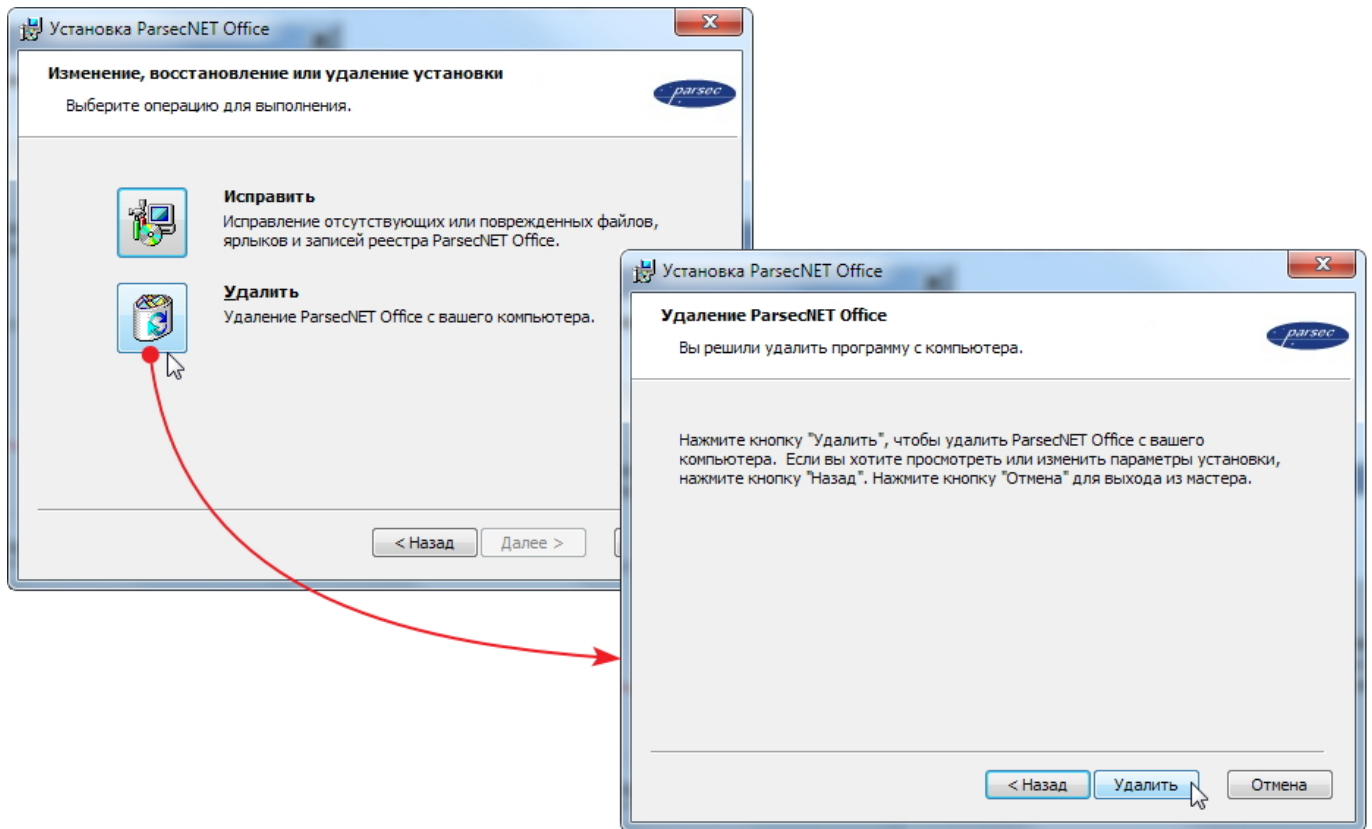 Установка ParsecNET Office
Изменение, восстановление или удаление установки
Выберите операцию для выполнения.
parsec
Исправить
Исправление отсутствующих или поврежденных файлов,
ярлыков и записей реестра ParsecNET Office.
Удалить
Удаление ParsecNET Office с вашего компьютера.
< Назад
Далее >
Установка ParsecNET Office
Удаление ParsecNET Office
Вы решили удалить программу с компьютера.
parsec
Нажмите кнопку "Удалить", чтобы удалить ParsecNET Office с вашего
компьютера. Если вы хотите просмотреть или изменить параметры установки,
нажмите кнопку "Назад". Нажмите кнопку "Отмена" для выхода из мастера.
< Назад
Удалить
Отмена